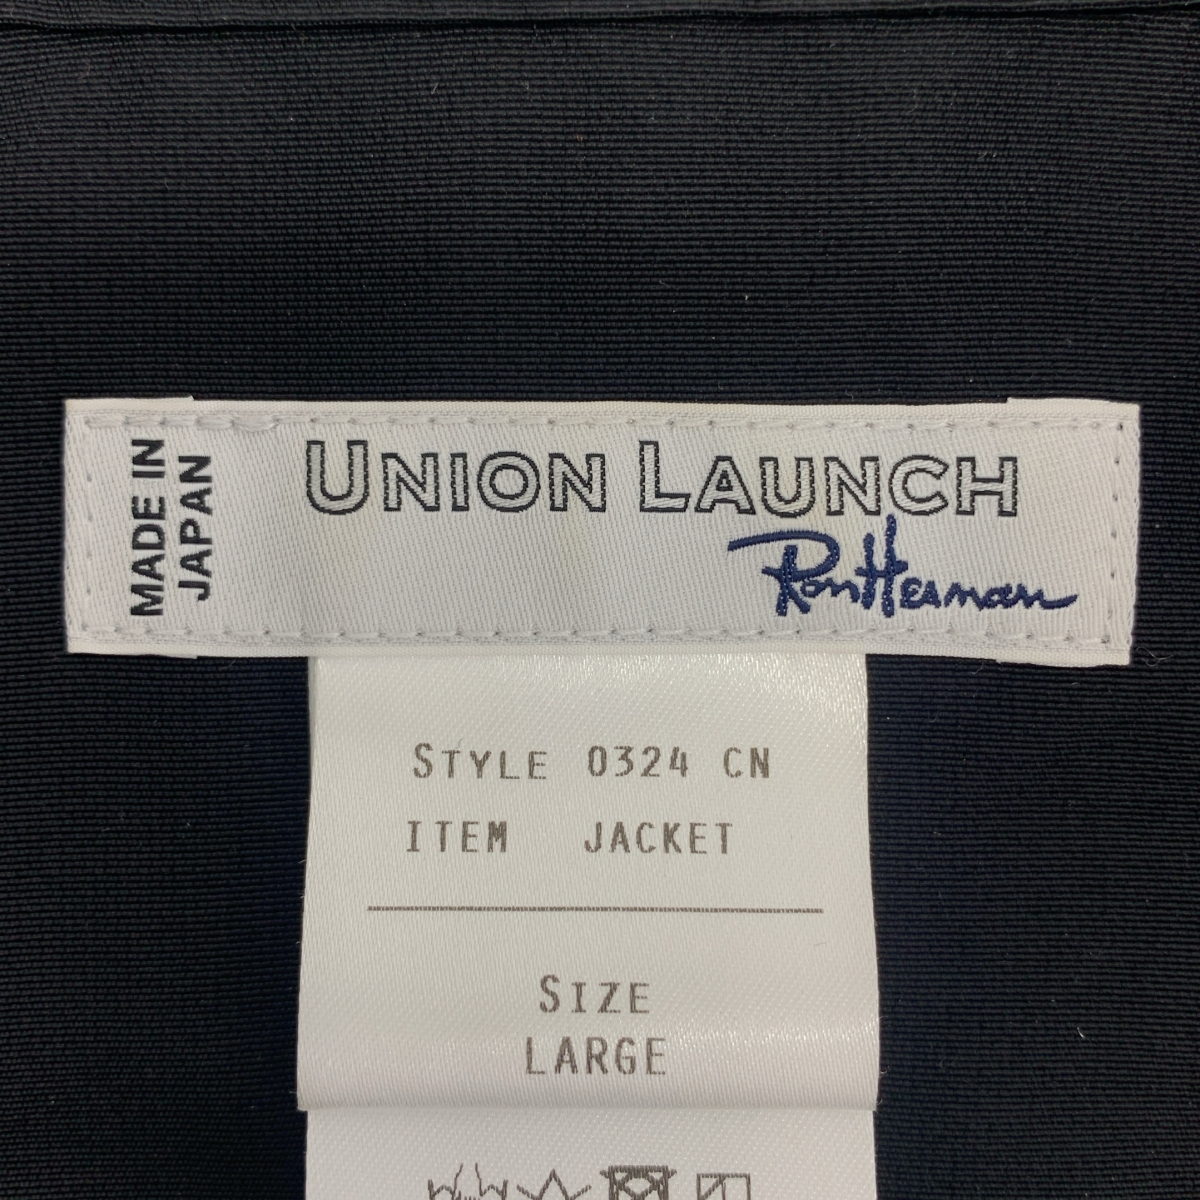 MADE IN
JAPAN
UNION LAUNCH
Ron Herman
STYLE 0324 CN
ITEM JACKET
SIZE
LARGE